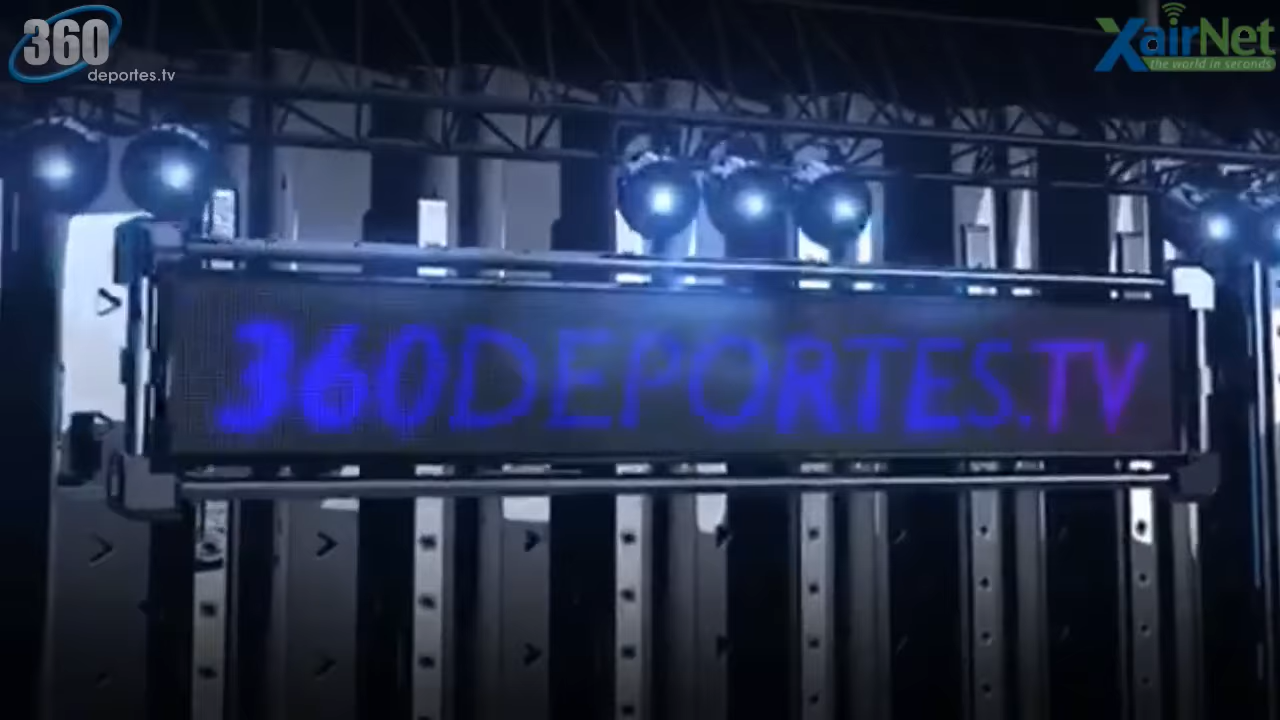 360
deportes.tv
XairNet
the world in seconds
360DEPORTES.TV